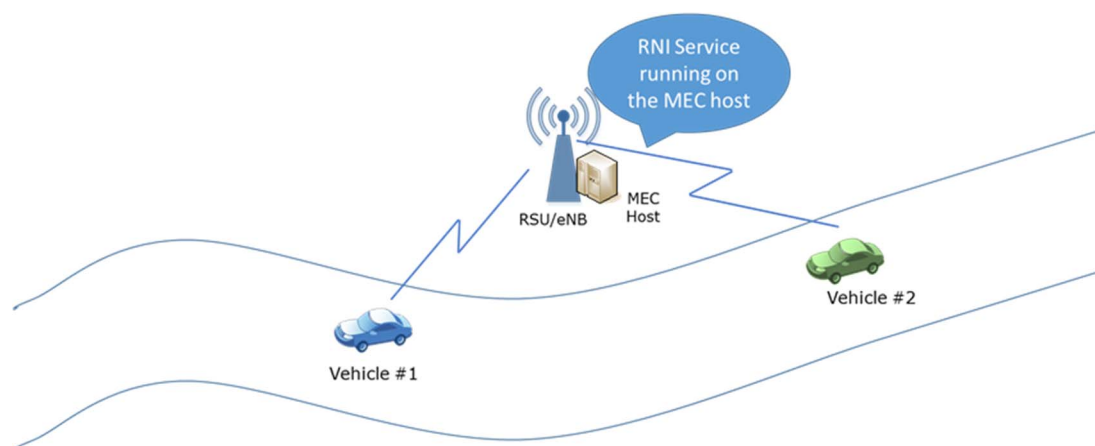 RNI Service
running on
the MEC host
RSU/eNB
MEC
Host
Vehicle #2
Vehicle #1